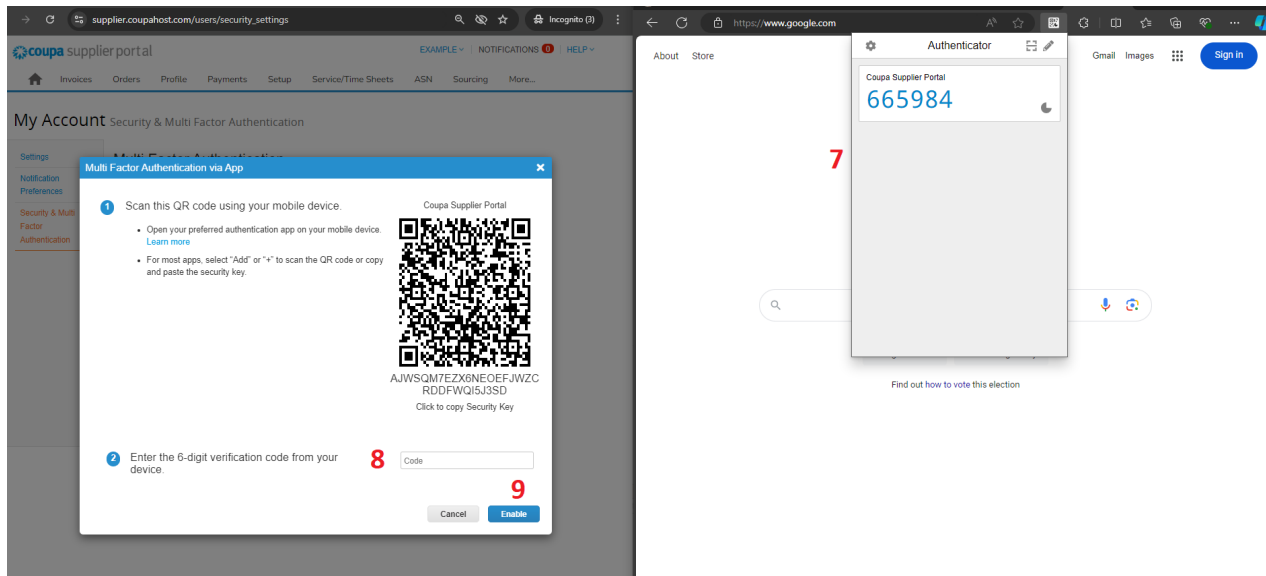 supplier.coupahost.com/users/security_settings
Incognito (3)
coupa supplier portal
EXAMPLE
NOTIFICATIONS 0
HELP
Invoices Orders Profile Payments Setup Service/Time Sheets ASN Sourcing More...
My Account Security & Multi Factor Authentication
Settings
Notification
Preferences
Security & Multi
Factor
Authentication
Multi Factor Authentication
Multi Factor Authentication via App
1 Scan this QR code using your mobile device.
• Open your preferred authentication app on your mobile device.
Learn more
• For most apps, select "Add" or "+" to scan the QR code or copy
and paste the security key.
Coupa Supplier Portal
AJWSQM7EZX6NEOEFJWZC
RDDFWQI5J3SD
Click to copy Security Key
2 Enter the 6-digit verification code from your
device.
8
Code
9
Cancel
Enable
https://www.google.com
About Store
Gmail Images
Sign in
Authenticator
Coupa Supplier Portal
665984
7
Find out how to vote this election